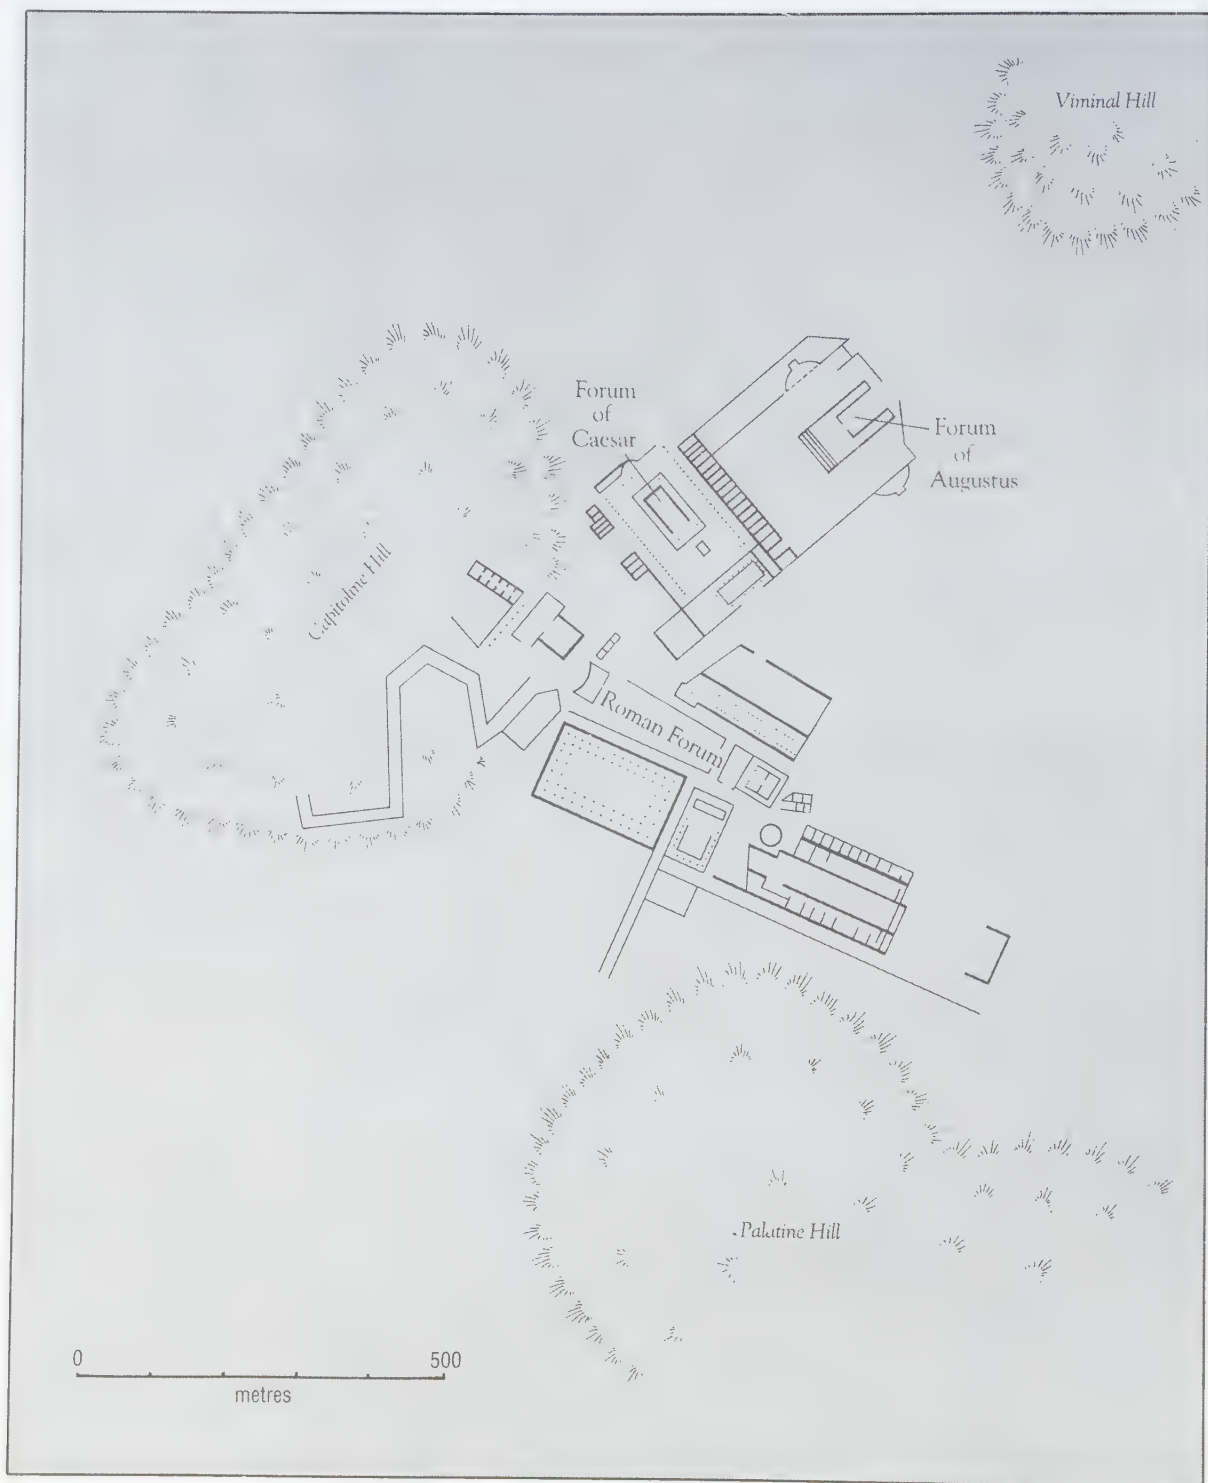 Viminal Hill
Forum
of
Caesar
Forum
of
Augustus
Capitoline Hill
Roman Forum
Palatine Hill
0 500
metres